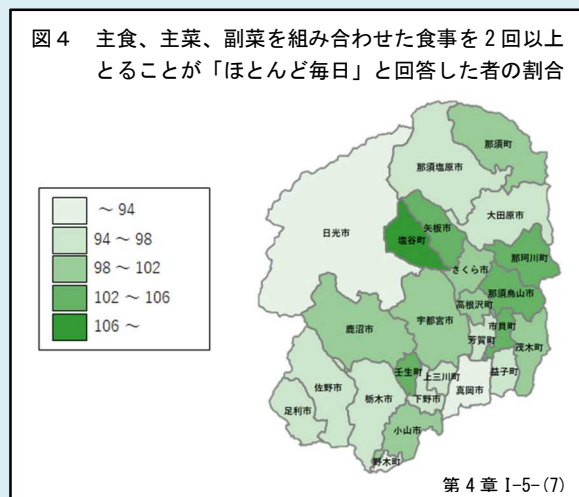 図4 主食、主菜、副菜を組み合わせた食事を2回以上
とることが「ほとんど毎日」と回答した者の割合
~ 94
94 ~ 98
98 ~ 102
102 ~ 106
106 ~
那須町
那須塩原市
日光市
大田原市
矢板市
塩谷町
那珂川町
さくら市
那須烏山市
高根沢町
宇都宮市
鹿沼市
市貝町
芳賀町
茂木町
壬生町
上三川町
益子町
佐野市
栃木市
下野市
真岡市
足利市
小山市
野木町
第4章 I-5-(7)